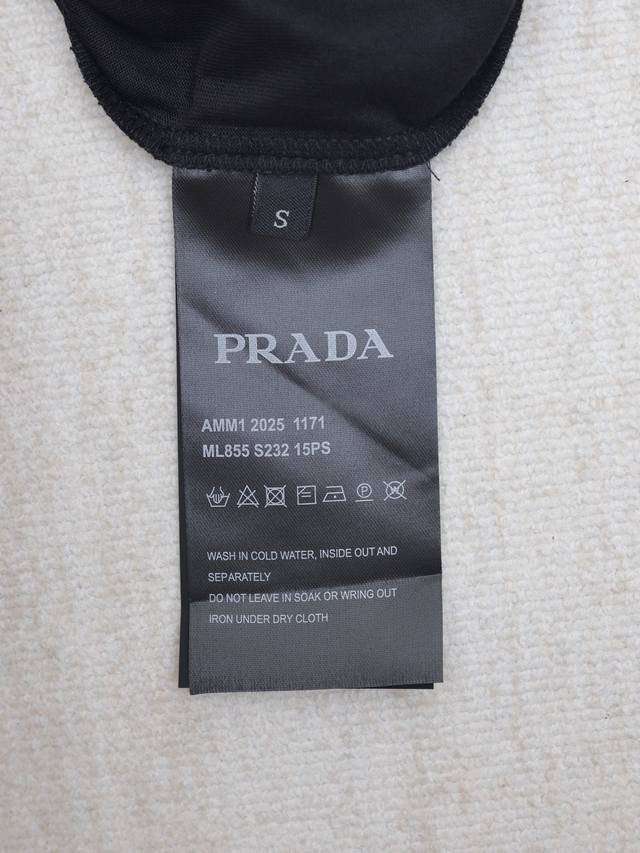 S
PRADA
AMM1 2025 1171
ML855 S232 15PS
P W
WASH IN COLD WATER, INSIDE OUT AND
SEPARATELY
DO NOT LEAVE IN SOAK OR WRING OUT
IRON UNDER DRY CLOTH